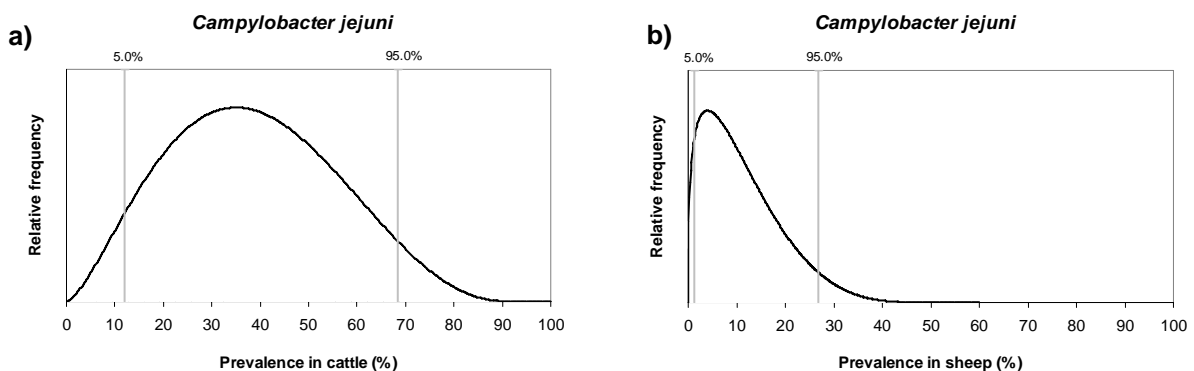 a)
Campylobacter jejuni
5.0%
95.0%
Relative frequency
0 10 20 30 40 50 60 70 80 90 100
Prevalence in cattle (%)
b)
Campylobacter jejuni
5.0%
95.0%
Relative frequency
0 10 20 30 40 50 60 70 80 90 100
Prevalence in sheep (%)